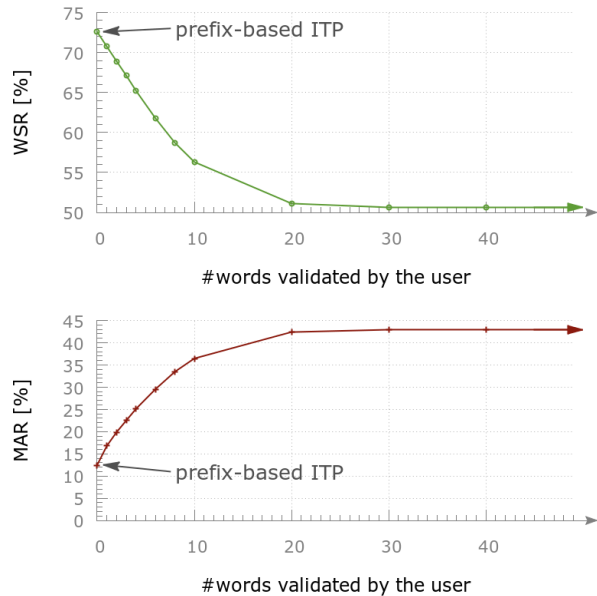 75
prefix-based ITP
70
WSR [%]
65
60
55
50
0 10 20 30 40
#words validated by the user
45
40
35
30
MAR [%]
25
20
15
prefix-based ITP
10
5
0
0 10 20 30 40
#words validated by the user